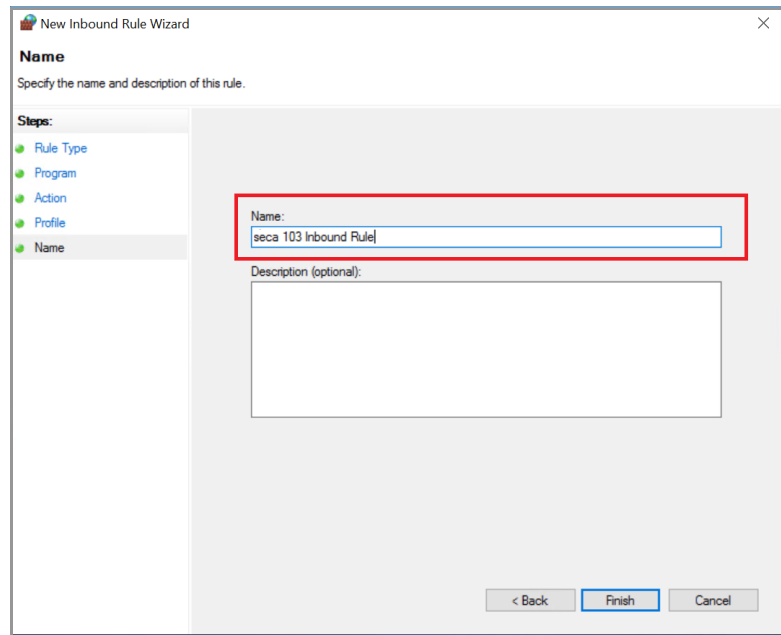 New Inbound Rule Wizard
Name
Specify the name and description of this rule.
Steps:
Rule Type
Program
Action
Profile
Name
Name:
seca 103 Inbound Rule
Description (optional):
< Back
Finish
Cancel